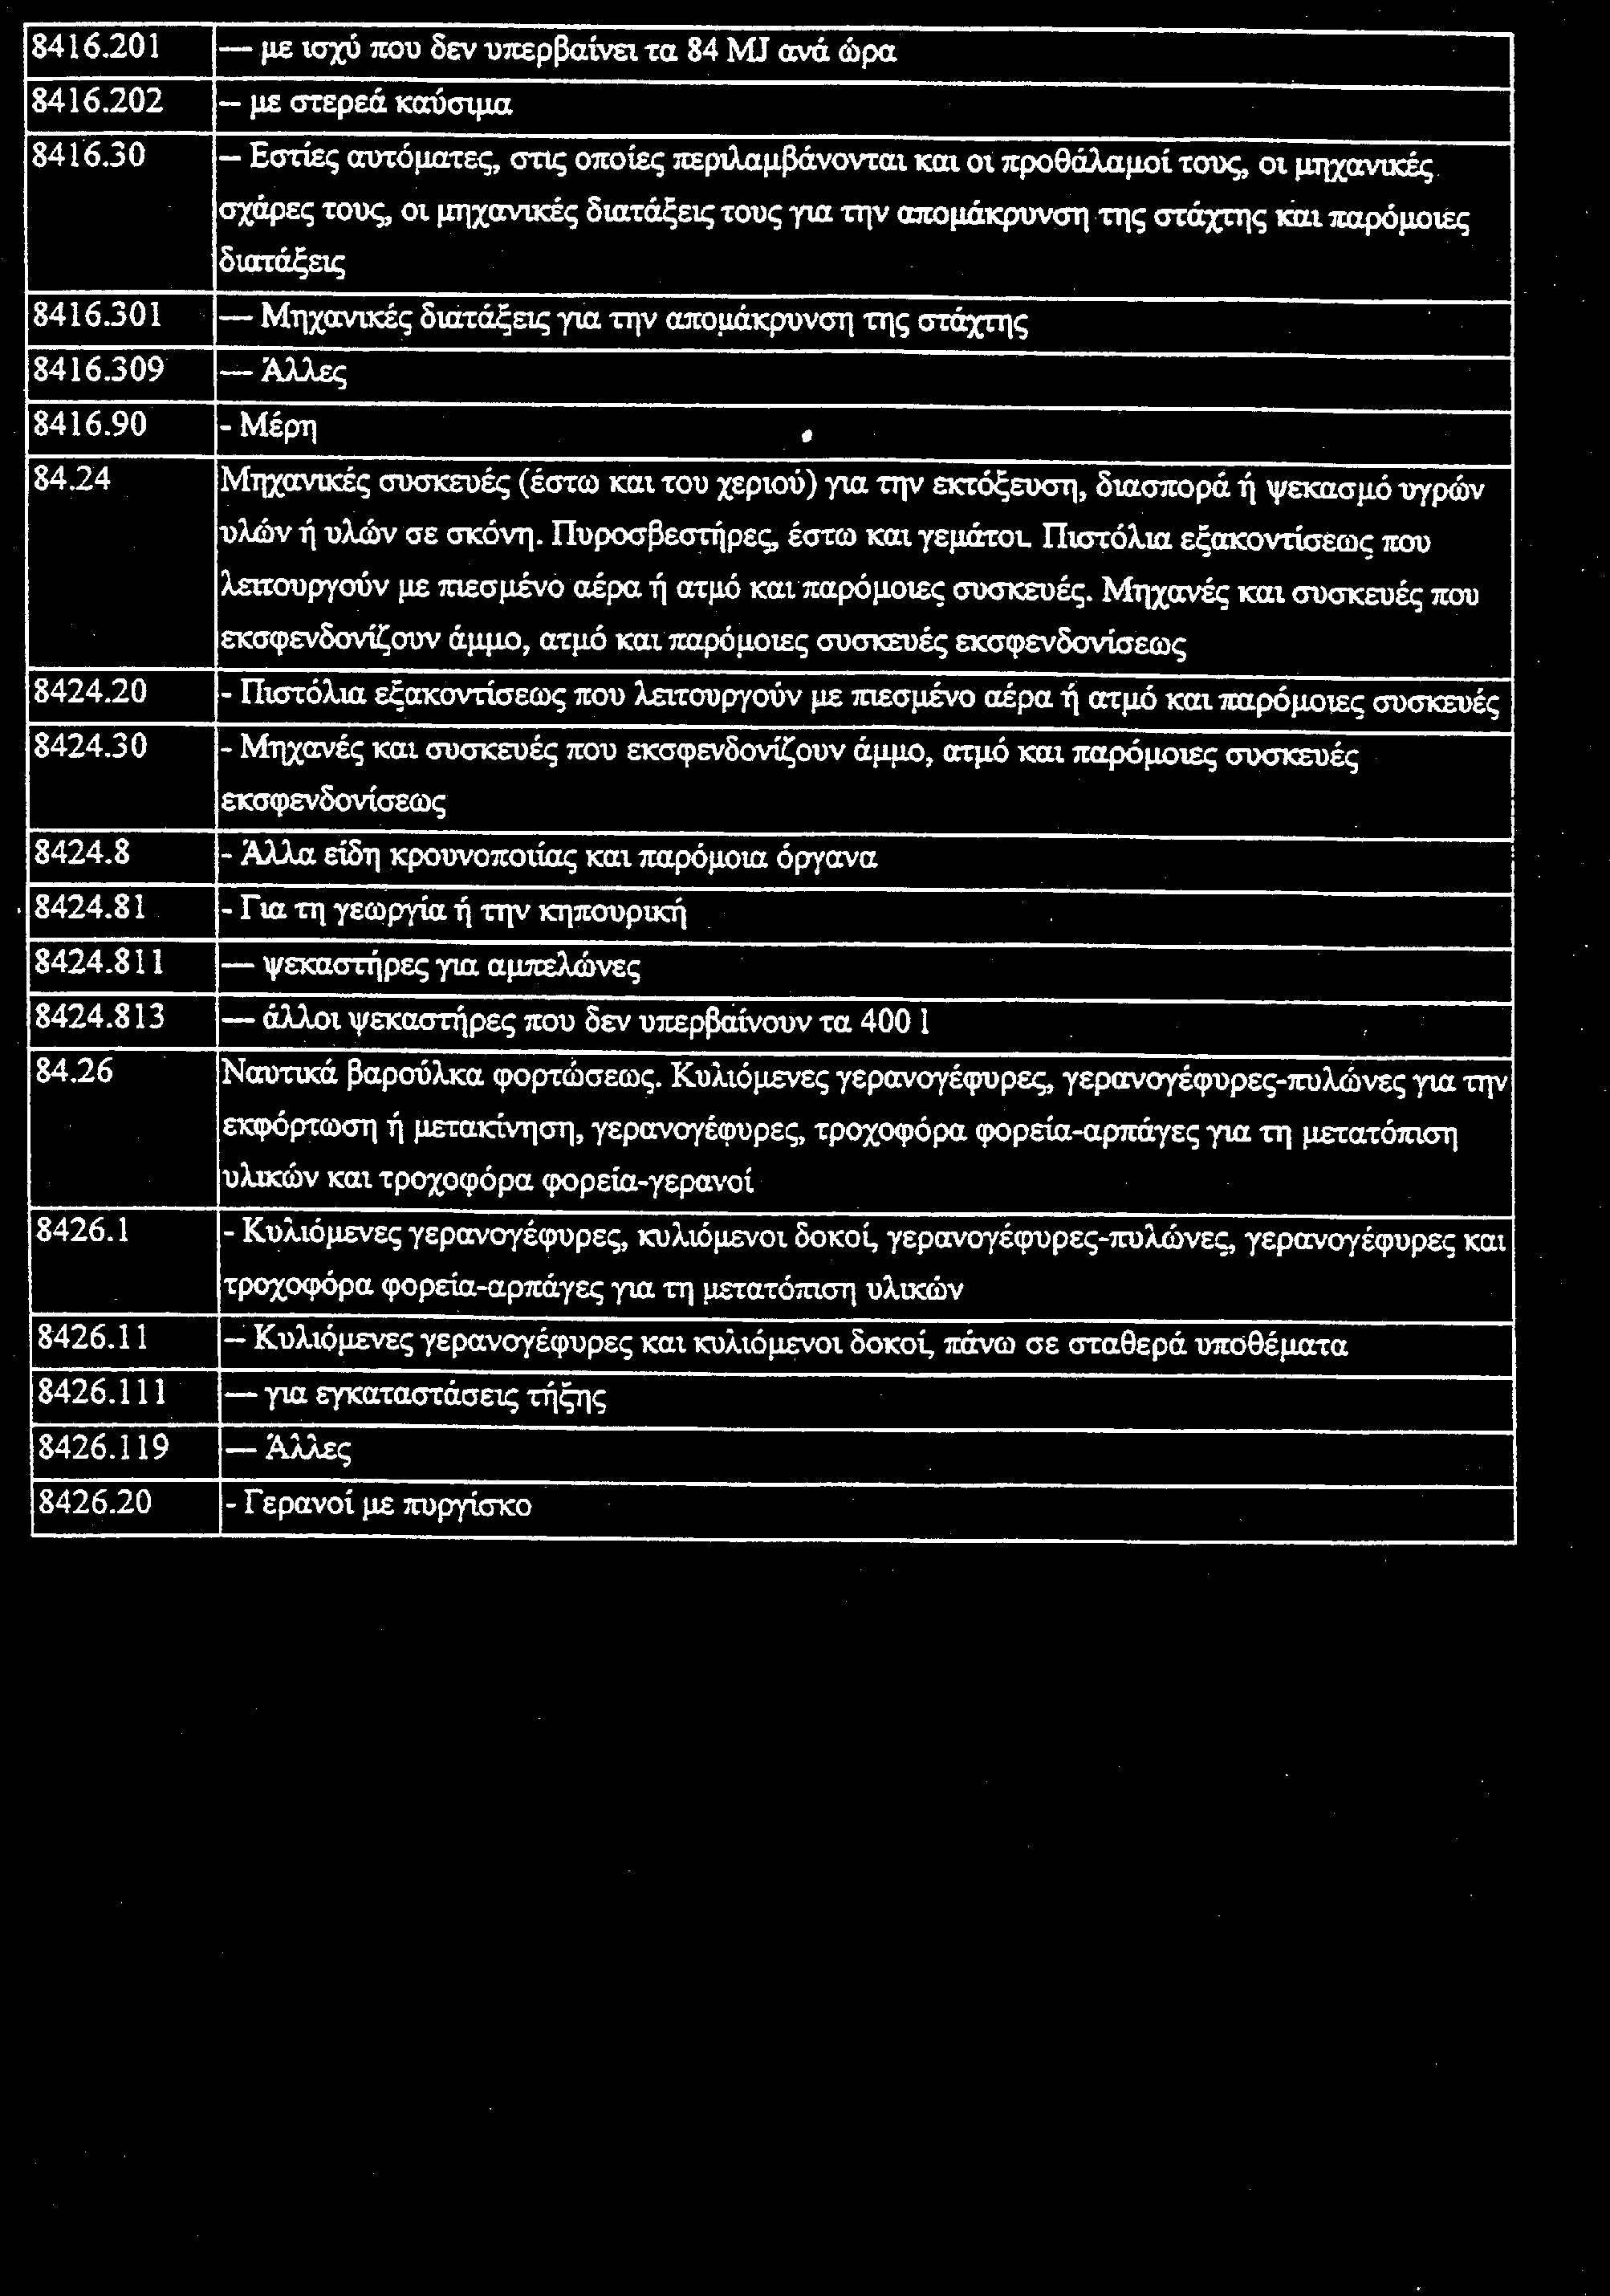 8416.201 — με ισχύ που δεν υπερβαίνει τα 84 MJ ανά ώρα
8416.202 – με στερεά καύσιμα
8416.30 – Εστίες αυτόματες, στις οποίες περιλαμβάνονται και οι προθάλαμοί τους, οι μηχανικές
σχάρες τους, οι μηχανικές διατάξεις τους για την απομάκρυνση της στάχτης και παρόμοιες
διατάξεις
8416.301 — Μηχανικές διατάξεις για την απομάκρυνση της στάχτης
8416.309 — Άλλες
8416.90 - Μέρη
84.24 Μηχανικές συσκευές (έστω και του χεριού) για την εκτόξευση, διασπορά ή ψεκασμό υγρών
υλών ή υλών σε σκόνη. Πυροσβεστήρες, έστω και γεμάτοι. Πιστόλια εξακοντίσεως που
λειτουργούν με πιεσμένο αέρα ή ατμό και παρόμοιες συσκευές. Μηχανές και συσκευές που
εκσφενδονίζουν άμμο, ατμό και παρόμοιες συσκευές εκσφενδονίσεως
8424.20 - Πιστόλια εξακοντίσεως που λειτουργούν με πιεσμένο αέρα ή ατμό και παρόμοιες συσκευές
8424.30 - Μηχανές και συσκευές που εκσφενδονίζουν άμμο, ατμό και παρόμοιες συσκευές
εκσφενδονίσεως
8424.8 - Άλλα είδη κρουνοποιίας και παρόμοια όργανα
8424.81 - Για τη γεωργία ή την κηπουρική
8424.811 — ψεκαστήρες για αμπελώνες
8424.813 — άλλοι ψεκαστήρες που δεν υπερβαίνουν τα 400 l
84.26 Ναυτικά βαρούλκα φορτώσεως. Κυλιόμενες γερανογέφυρες, γερανογέφυρες-πυλώνες για την
εκφόρτωση ή μετακίνηση, γερανογέφυρες, τροχοφόρα φορεία-αρπάγες για τη μετατόπιση
υλικών και τροχοφόρα φορεία-γερανοί
8426.1 - Κυλιόμενες γερανογέφυρες, κυλιόμενοι δοκοί, γερανογέφυρες-πυλώνες, γερανογέφυρες και
τροχοφόρα φορεία-αρπάγες για τη μετατόπιση υλικών
8426.11 – Κυλιόμενες γερανογέφυρες και κυλιόμενοι δοκοί, πάνω σε σταθερά υποθέματα
8426.111 — για εγκαταστάσεις τήξης
8426.119 — Άλλες
8426.20 - Γερανοί με πυργίσκο